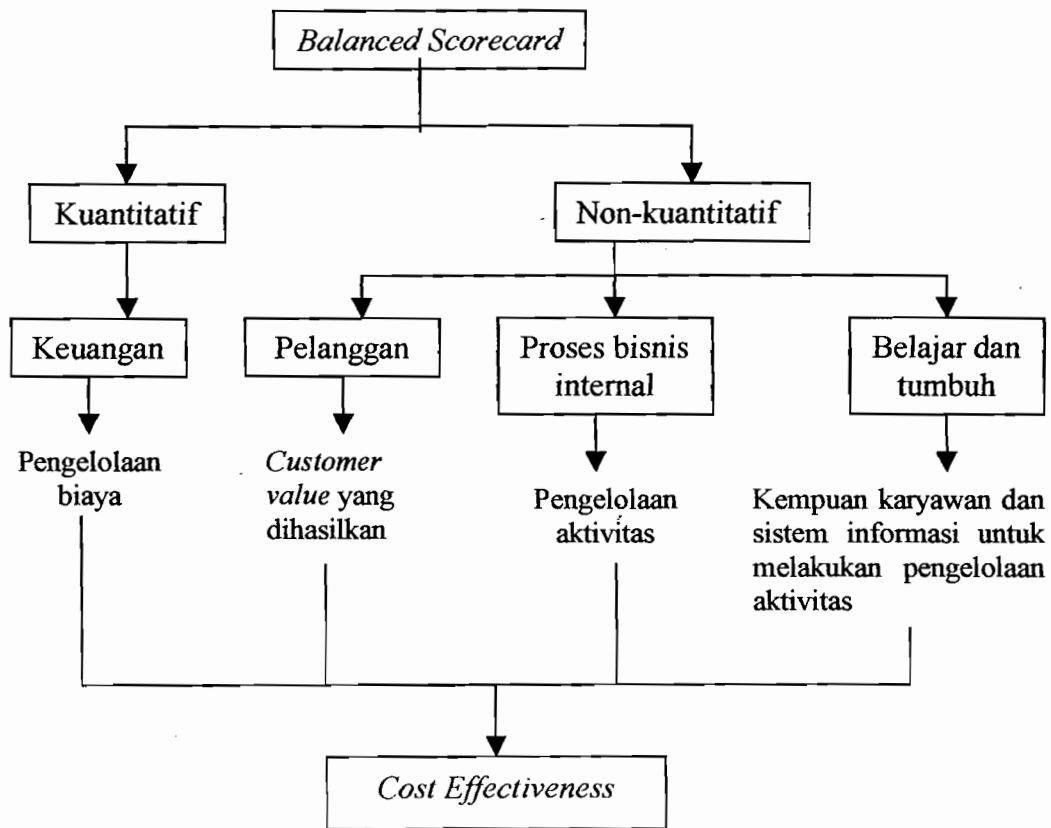 Balanced Scorecard
Kuantitatif
Non-kuantitatif
Keuangan
Pelanggan
Proses bisnis
internal
Belajar dan
tumbuh
Pengelolaan
biaya
Customer
value yang
dihasilkan
Pengelolaan
aktivitas
Kempuan karyawan dan
sistem informasi untuk
melakukan pengelolaan
aktivitas
Cost Effectiveness